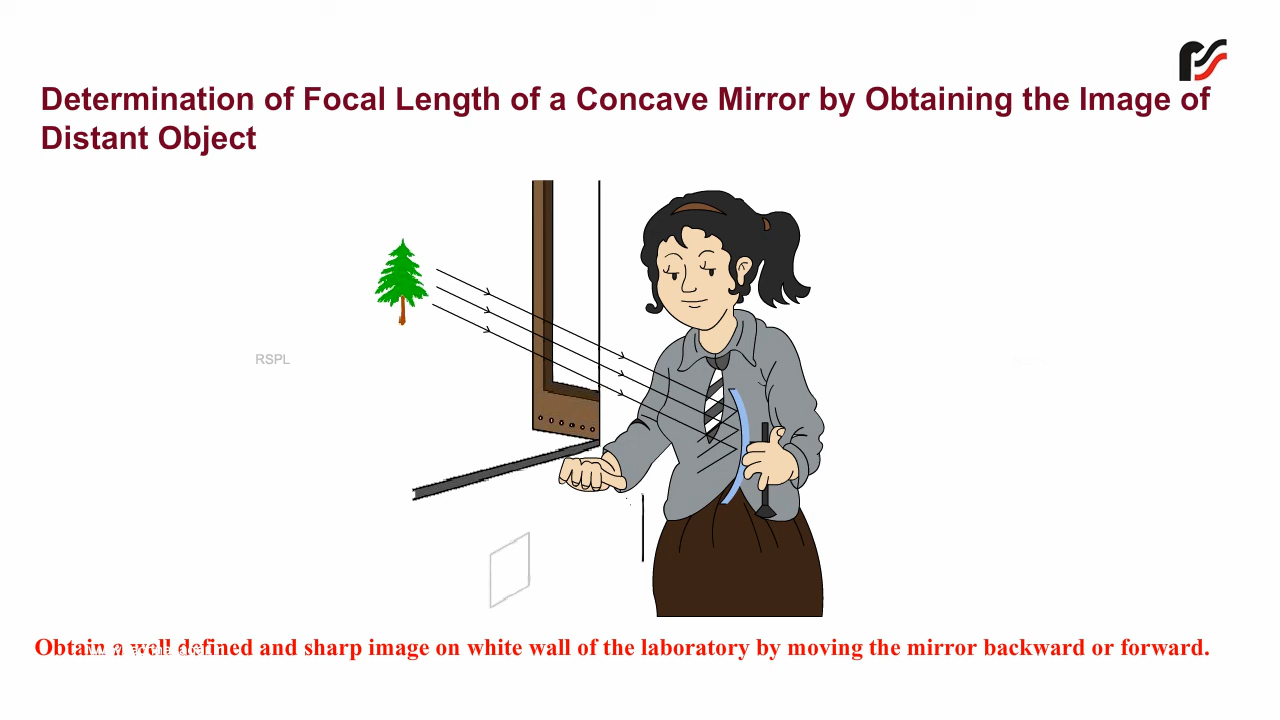 Determination of Focal Length of a Concave Mirror by Obtaining the Image of
Distant Object
RSPL
Obtain a well defined and sharp image on white wall of the laboratory by moving the mirror backward or forward.